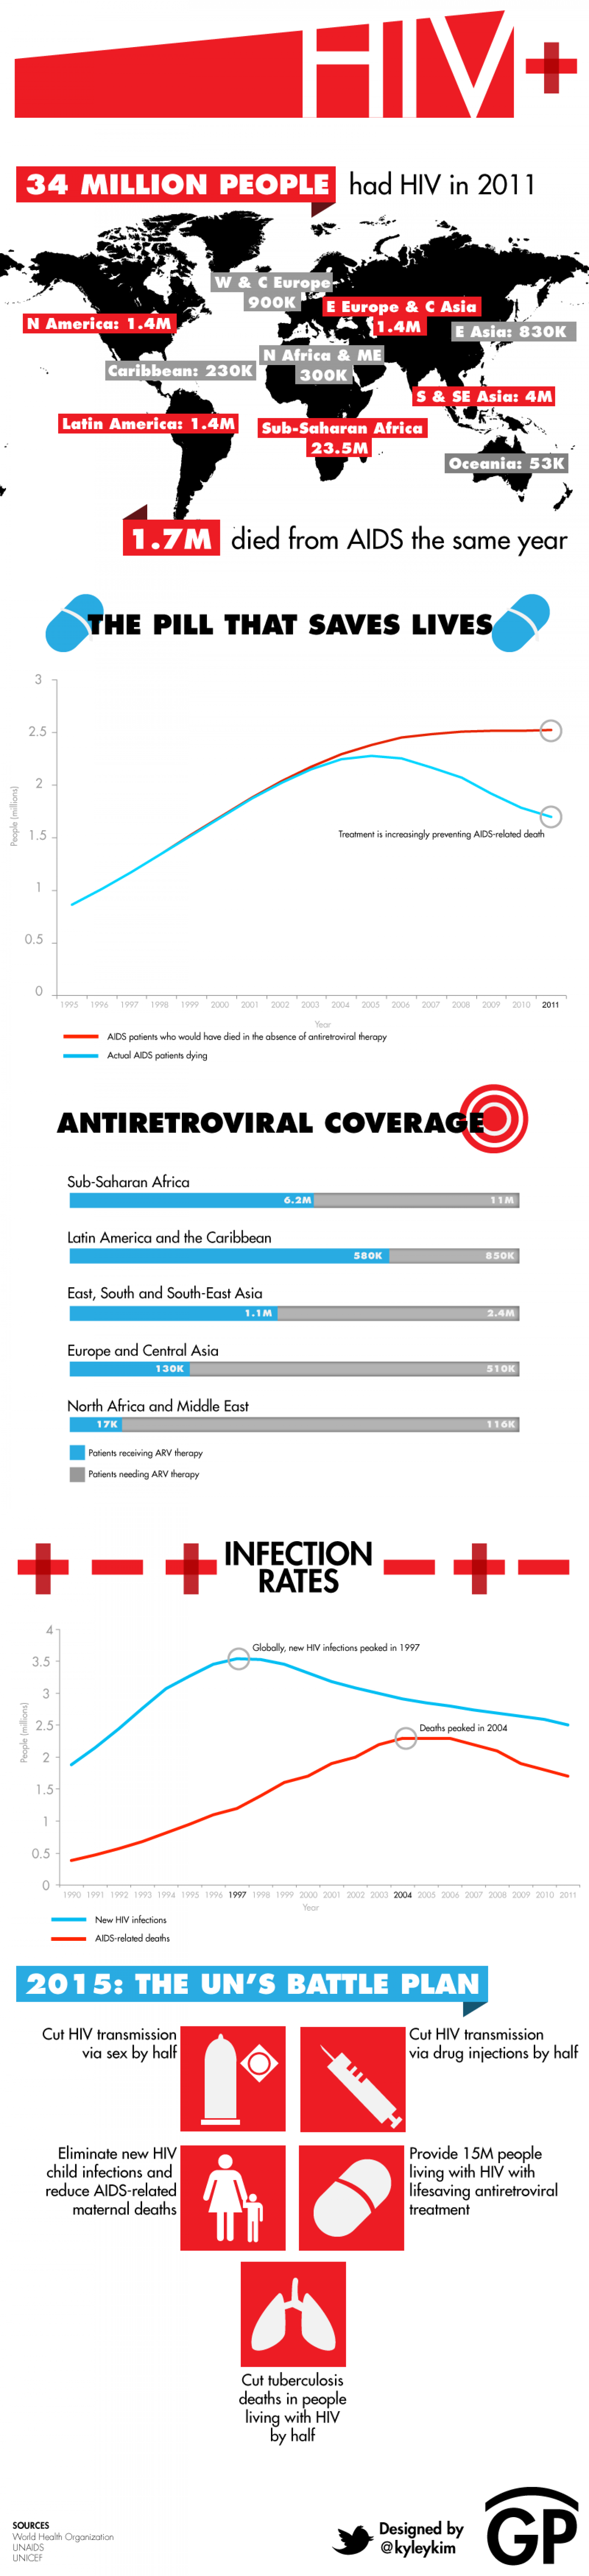 HIV+
34 MILLION PEOPLE had HIV in 2011
W & C Europe
900K
E Europe & C Asia
1.4M
N America: 1.4M
E Asia: 830K
N Africa & ME
300K
Caribbean: 230K
S & SE Asia: 4M
Latin America: 1.4M
Sub-Saharan Africa
23.5M
Oceania: 53K
1.7M died from AIDS the same year
THE PILL THAT SAVES LIVES
3
2.5
2
1.5
1
0.5
0
People (millions)
Treatment is increasingly preventing AIDS-related death
1995 1996 1997 1998 1999 2000 2001 2002 2003 2004 2005 2006 2007 2008 2009 2010 2011
Year
AIDS patients who would have died in the absence of antiretroviral therapy
Actual AIDS patients dying
ANTIRETROVIRAL COVERAGE
Sub-Saharan Africa
6.2M 11M
Latin America and the Caribbean
580K 850K
East, South and South-East Asia
1.1M 2.4M
Europe and Central Asia
130K 510K
North Africa and Middle East
17K 116K
Patients receiving ARV therapy
Patients needing ARV therapy
INFECTION
RATES
4
3.5
3
2.5
2
1.5
1
0.5
0
People (millions)
Globally, new HIV infections peaked in 1997
Deaths peaked in 2004
1990 1991 1992 1993 1994 1995 1996 1997 1998 1999 2000 2001 2002 2003 2004 2005 2006 2007 2008 2009 2010 2011
Year
New HIV infections
AIDS-related deaths
2015: THE UN'S BATTLE PLAN
Cut HIV transmission
via sex by half
Cut HIV transmission
via drug injections by half
Eliminate new HIV
child infections and
reduce AIDS-related
maternal deaths
Provide 15M people
living with HIV with
lifesaving antiretroviral
treatment
Cut tuberculosis
deaths in people
living with HIV
by half
SOURCES
World Health Organization
UNAIDS
UNICEF
Designed by
@kyleykim
GP